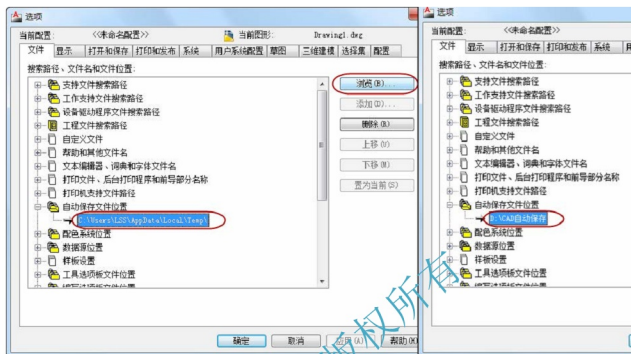 选项
当前配置: <<未命名配置>> 当前图形: Drawing1.dwg
文件 显示 打开和保存 打印和发布 系统 用户系统配置 草图 三维建模 选择集 配置
搜索路径、文件名和文件位置:
支持文件搜索路径
工作支持文件搜索路径
设备驱动程序文件搜索路径
工程文件搜索路径
自定义文件
帮助和其他文件名
文本编辑器、词典和字体文件名
打印文件、后台打印程序和前导部分名称
打印机支持文件路径
自动保存文件位置
C:\Users\LSS\AppData\Local\Temp\
配色系统位置
数据源位置
样板设置
工具选项板文件位置
浏览(B)...
添加(D)...
删除(R)
上移(U)
下移(M)
置为当前(S)
确定 取消 应用(A) 帮助(H)
选项
当前配置: <<未命名配置>>
文件 显示 打开和保存 打印和发布 系统
搜索路径、文件名和文件位置:
支持文件搜索路径
工作支持文件搜索路径
设备驱动程序文件搜索路径
工程文件搜索路径
自定义文件
帮助和其他文件名
文本编辑器、词典和字体文件名
打印文件、后台打印程序和前导部分名称
打印机支持文件路径
自动保存文件位置
D:\CAD自动保存
配色系统位置
数据源位置
样板设置
工具选项板文件位置
版权所有